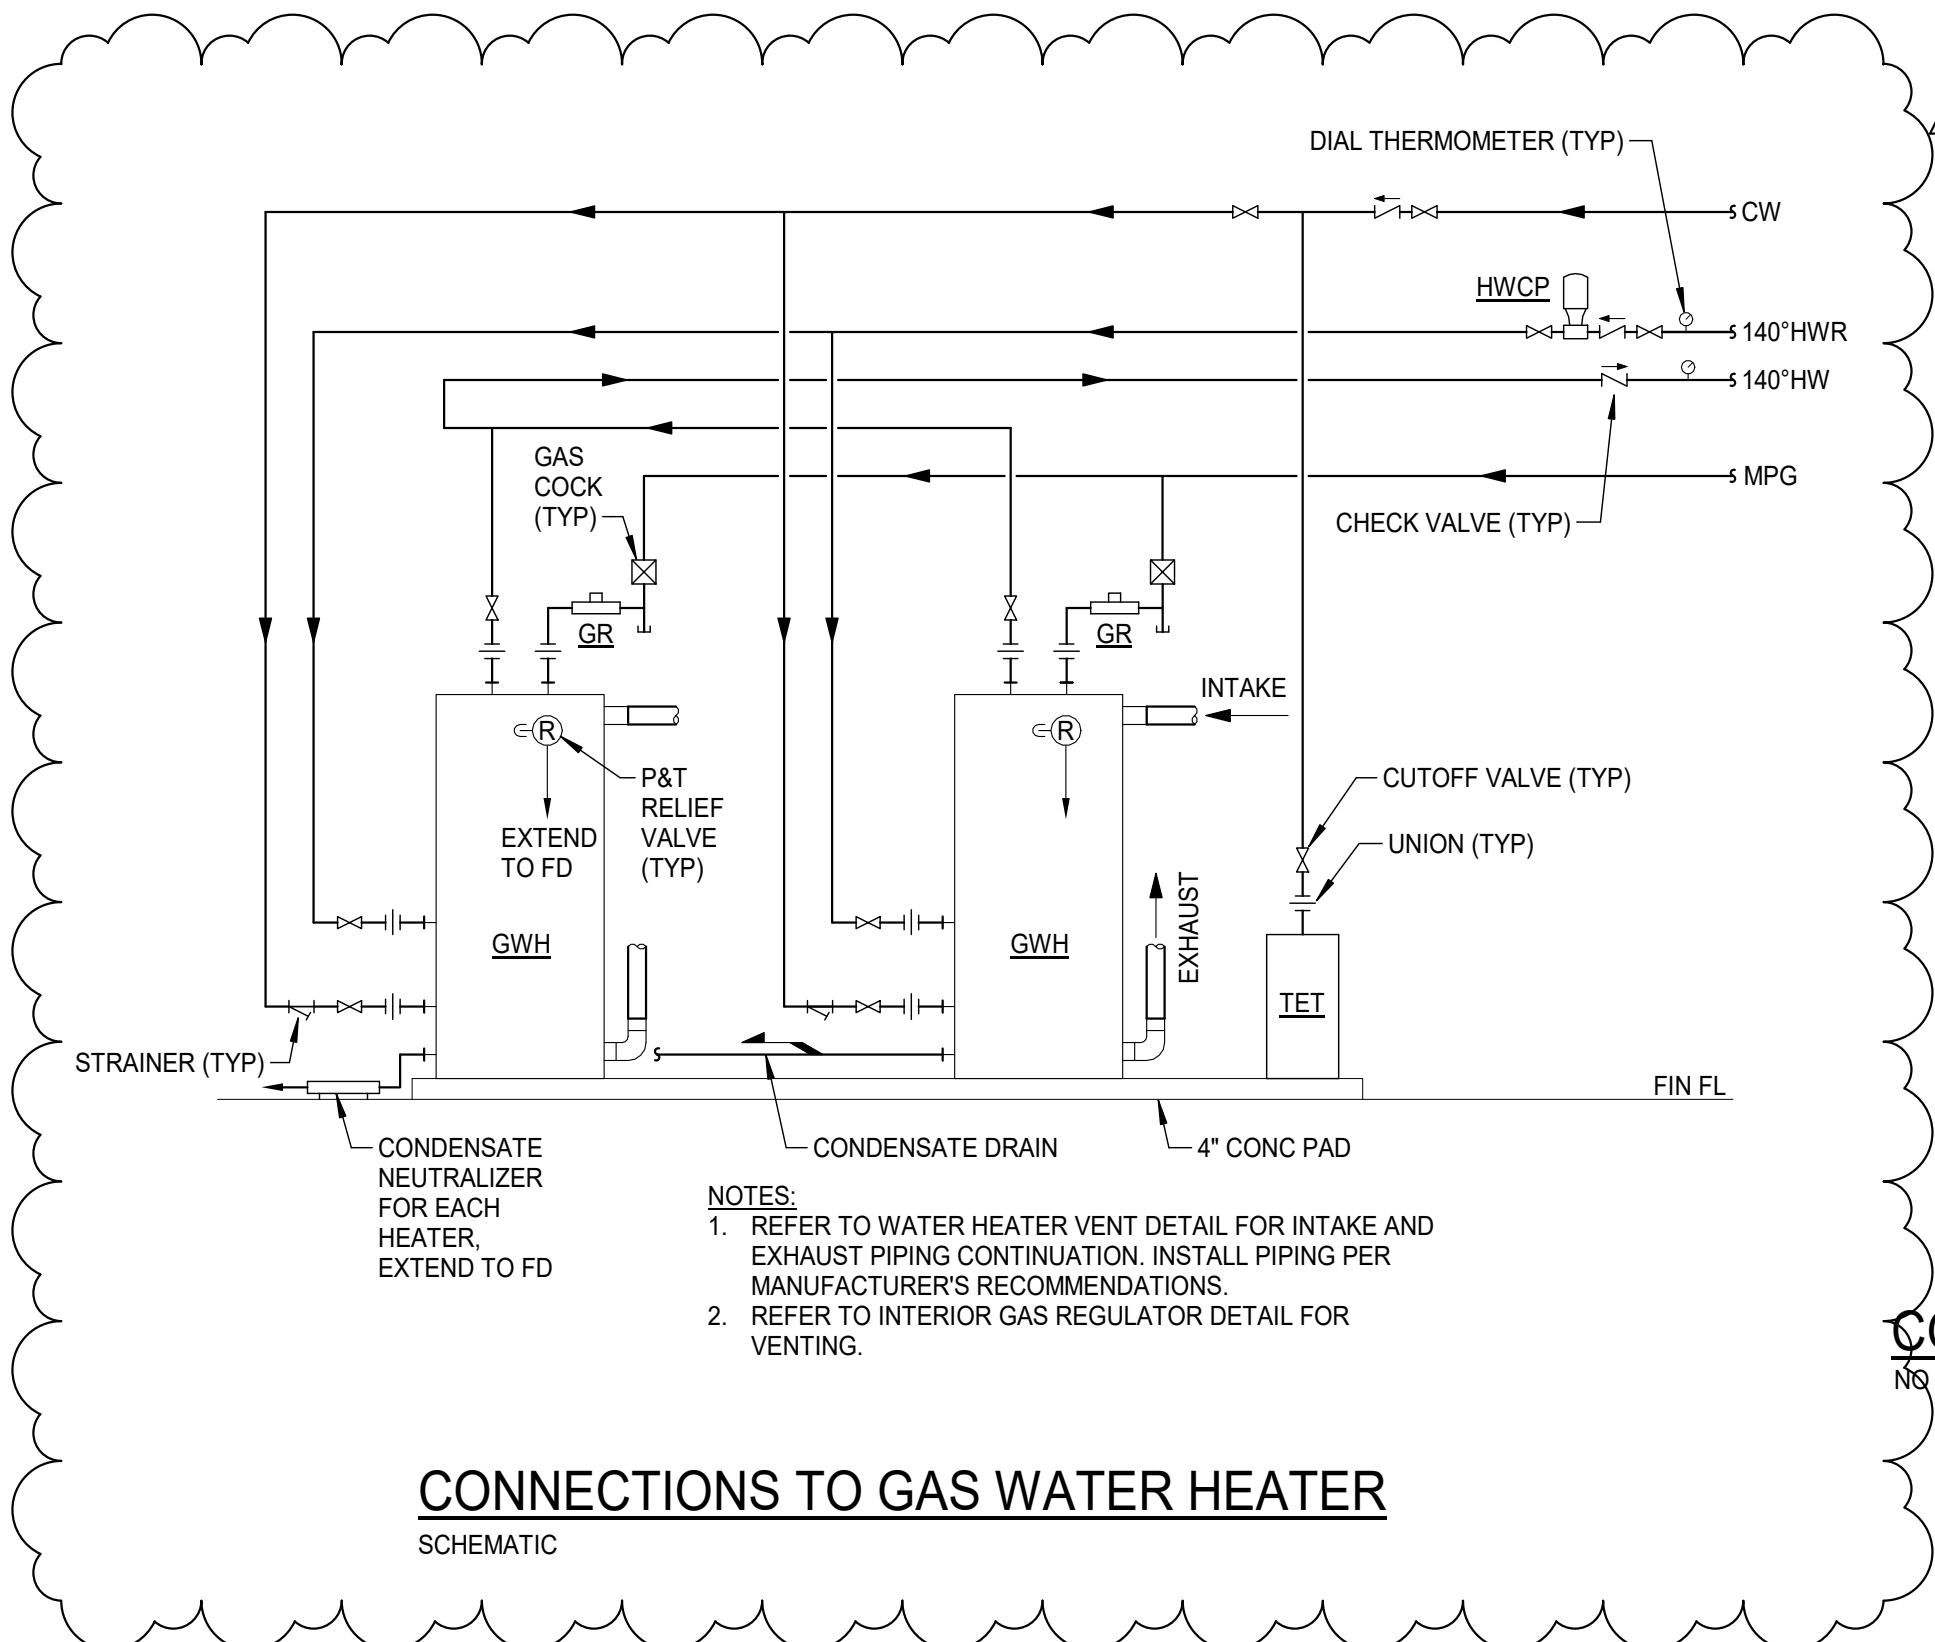 DIAL THERMOMETER (TYP)
CW
HWCP
140°HWR
140°HW
GAS
COCK
(TYP)
MPG
CHECK VALVE (TYP)
GR
GR
INTAKE
R
R
P&T
RELIEF
VALVE
(TYP)
EXTEND
TO FD
CUTOFF VALVE (TYP)
UNION (TYP)
EXHAUST
GWH
GWH
TET
STRAINER (TYP)
FIN FL
CONDENSATE
NEUTRALIZER
FOR EACH
HEATER,
EXTEND TO FD
CONDENSATE DRAIN
4" CONC PAD
NOTES:
1. REFER TO WATER HEATER VENT DETAIL FOR INTAKE AND
EXHAUST PIPING CONTINUATION. INSTALL PIPING PER
MANUFACTURER'S RECOMMENDATIONS.
2. REFER TO INTERIOR GAS REGULATOR DETAIL FOR
VENTING.
NO
CONNECTIONS TO GAS WATER HEATER
SCHEMATIC